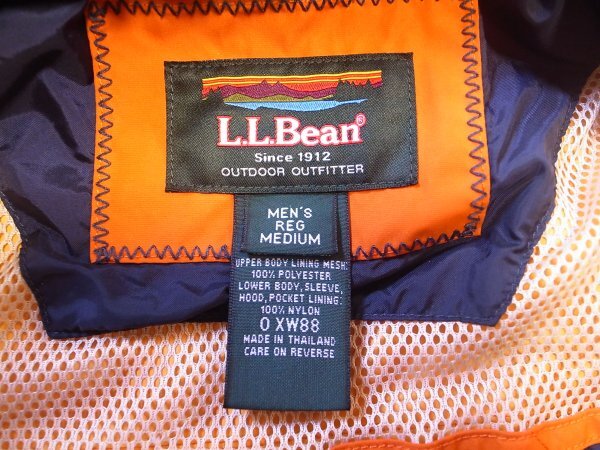 L.L.Bean®
Since 1912
OUTDOOR OUTFITTER
MEN'S
REG
MEDIUM
UPPER BODY LINING MESH:
100% POLYESTER
LOWER BODY, SLEEVE,
HOOD, POCKET LINING:
100% NYLON
0 XW88
MADE IN THAILAND
CARE ON REVERSE